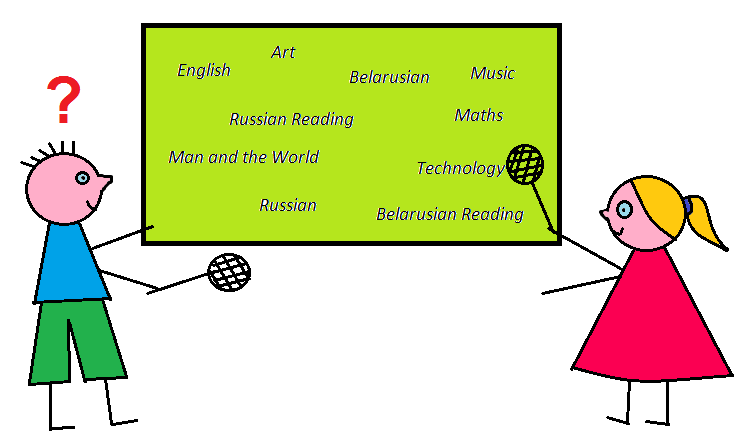 ?
Art
English
Belarusian
Music
Russian Reading
Maths
Man and the World
Technology
Russian
Belarusian Reading